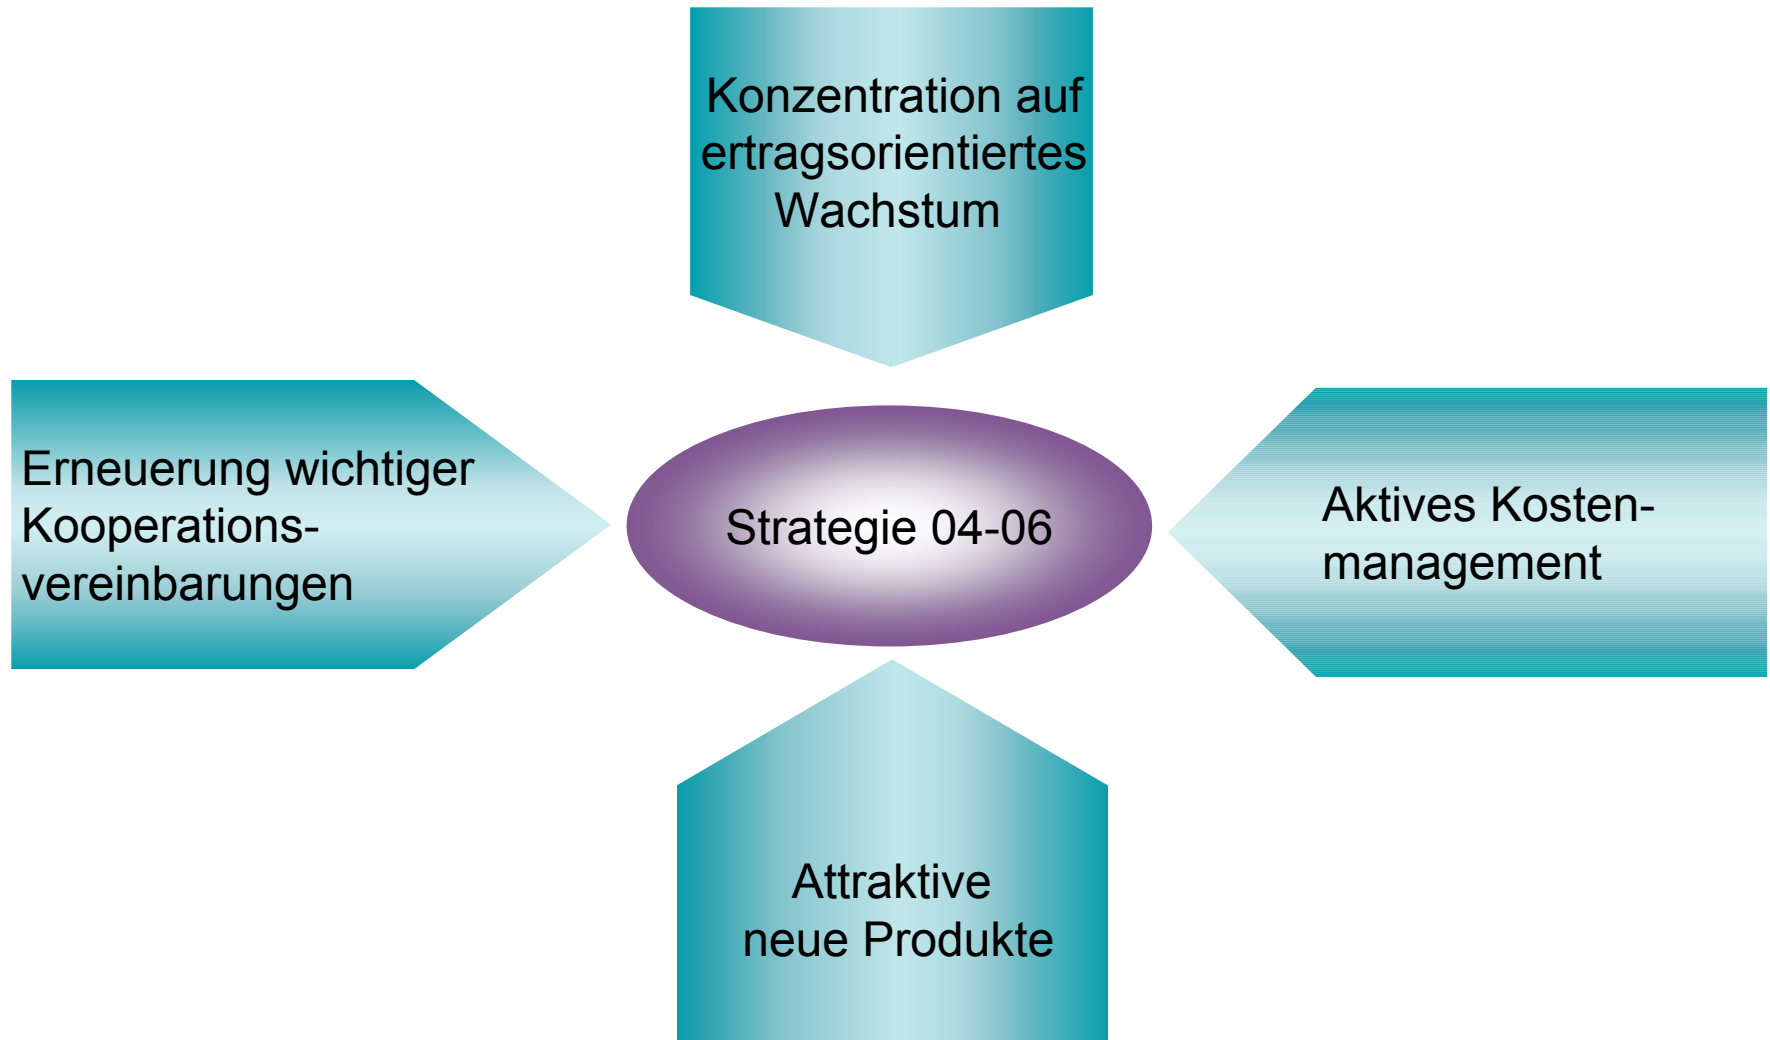 Konzentration auf
ertragsorientiertes
Wachstum
Erneuerung wichtiger
Kooperations-
vereinbarungen
Strategie 04-06
Aktives Kosten-
management
Attraktive
neue Produkte